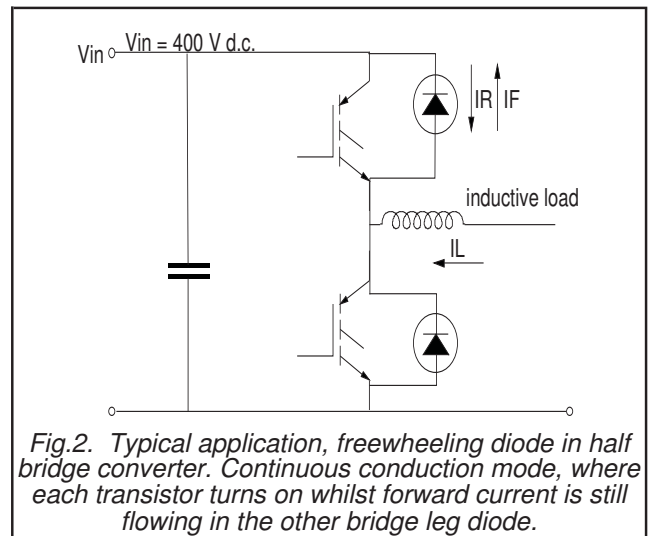 Vin
Vin = 400 V d.c.
IR
IF
inductive load
IL
Fig.2. Typical application, freewheeling diode in half
bridge converter. Continuous conduction mode, where
each transistor turns on whilst forward current is still
flowing in the other bridge leg diode.